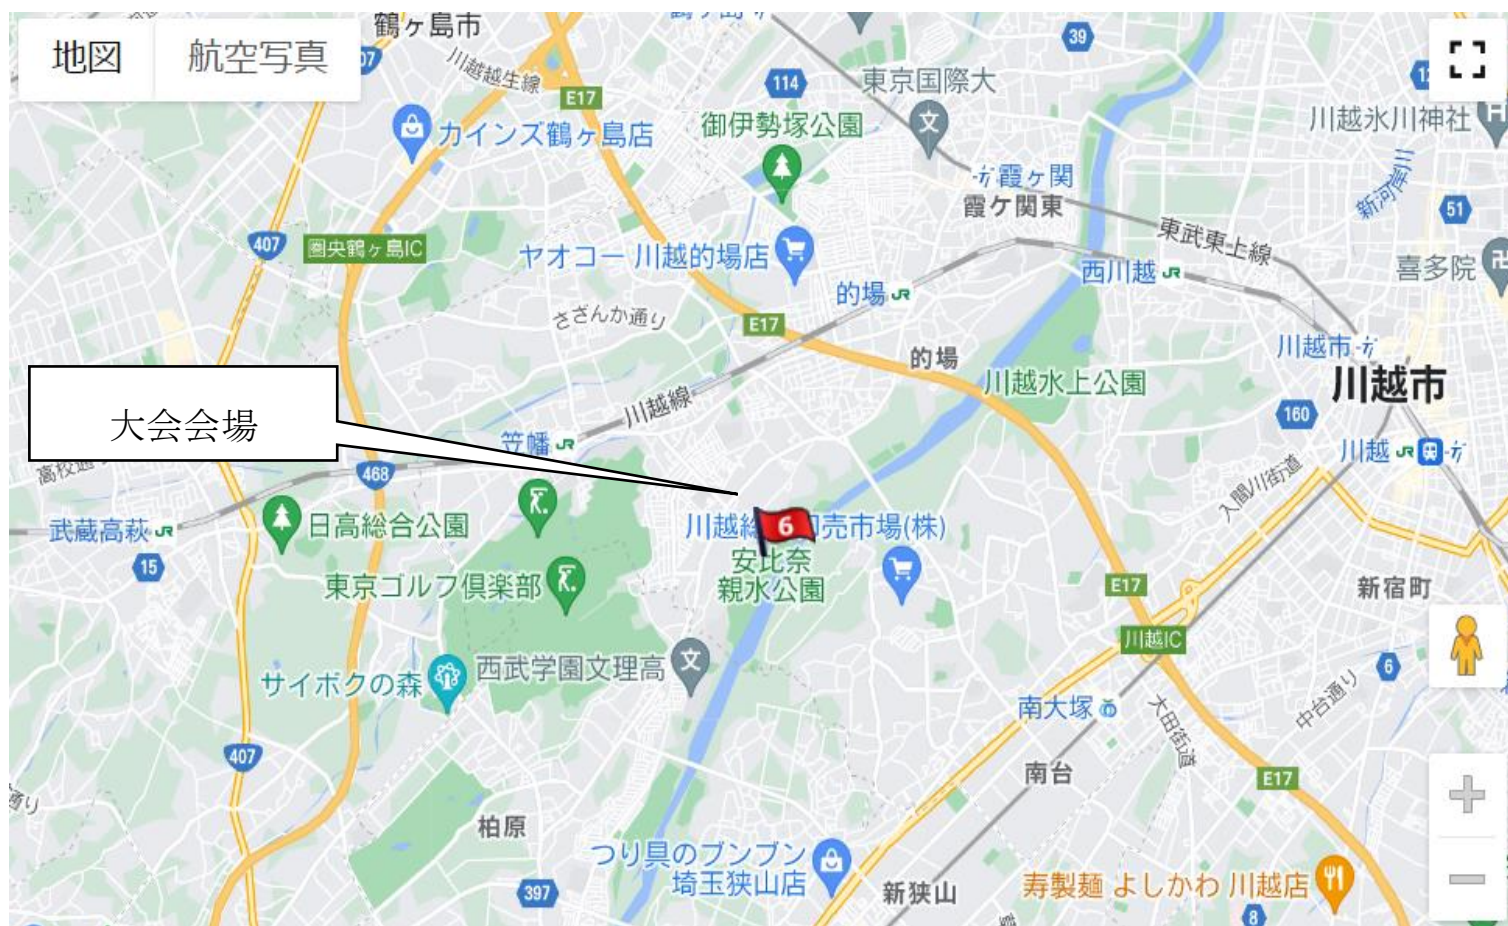 鶴ヶ島市
地図
航空写真
川越越生線
E17
114
39
東京国際大
カインズ鶴ヶ島店
御伊勢塚公園
川越氷川神社
霞ヶ関
霞ケ関東
新河岸川
51
407
圏央鶴ヶ島IC
ヤオコー 川越的場店
東武東上線
西川越
喜多院
的場
さざんか通り
E17
的場
川越市
川越市
川越水上公園
大会会場
川越線
笠幡
160
川越
468
入間川街道
武蔵高萩
日高総合公園
6
安比奈
親水公園
15
東京ゴルフ倶楽部
E17
新宿町
川越IC
サイボクの森
西武学園文理高
6
南大塚
大田街道
中台通り
407
南台
E17
柏原
つり具のブンブン
埼玉狭山店
397
新狭山
寿製麺 よしかわ 川越店
8